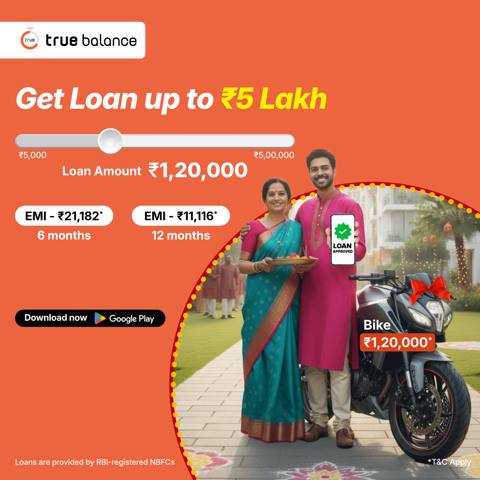 true
true balance
Get Loan up to ₹5 Lakh
₹5,000
₹5,00,000
Loan Amount ₹1,20,000
EMI - ₹21,182*
6 months
EMI - ₹11,116*
12 months
LOAN
APPROVED
Download now Google Play
Bike
₹1,20,000*
Loans are provided by RBI-registered NBFCs
*T&C Apply